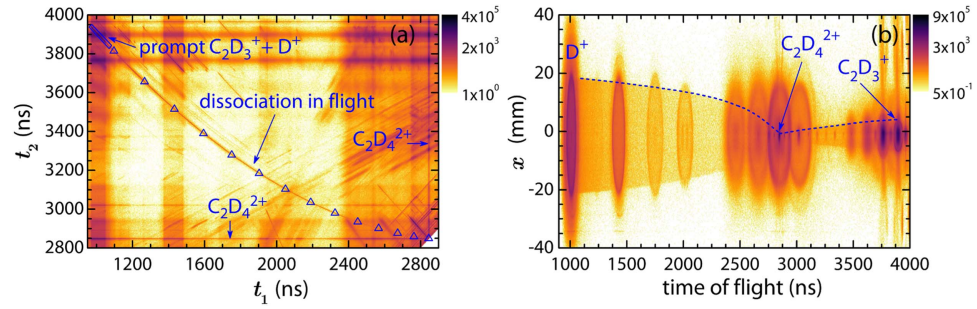 4000
3800
3600
3400
3200
3000
2800
t₂ (ns)
1200 1600 2000 2400 2800
t₁ (ns)
(a)
prompt C₂D₃⁺ + D⁺
dissociation in flight
C₂D₄²⁺
C₂D₄²⁺
4x10⁵
2x10³
1x10⁰
40
20
0
-20
-40
x (mm)
1000 1500 2000 2500 3000 3500 4000
time of flight (ns)
(b)
D⁺
C₂D₄²⁺
C₂D₃⁺
9x10⁵
7x10²
5x10⁻¹